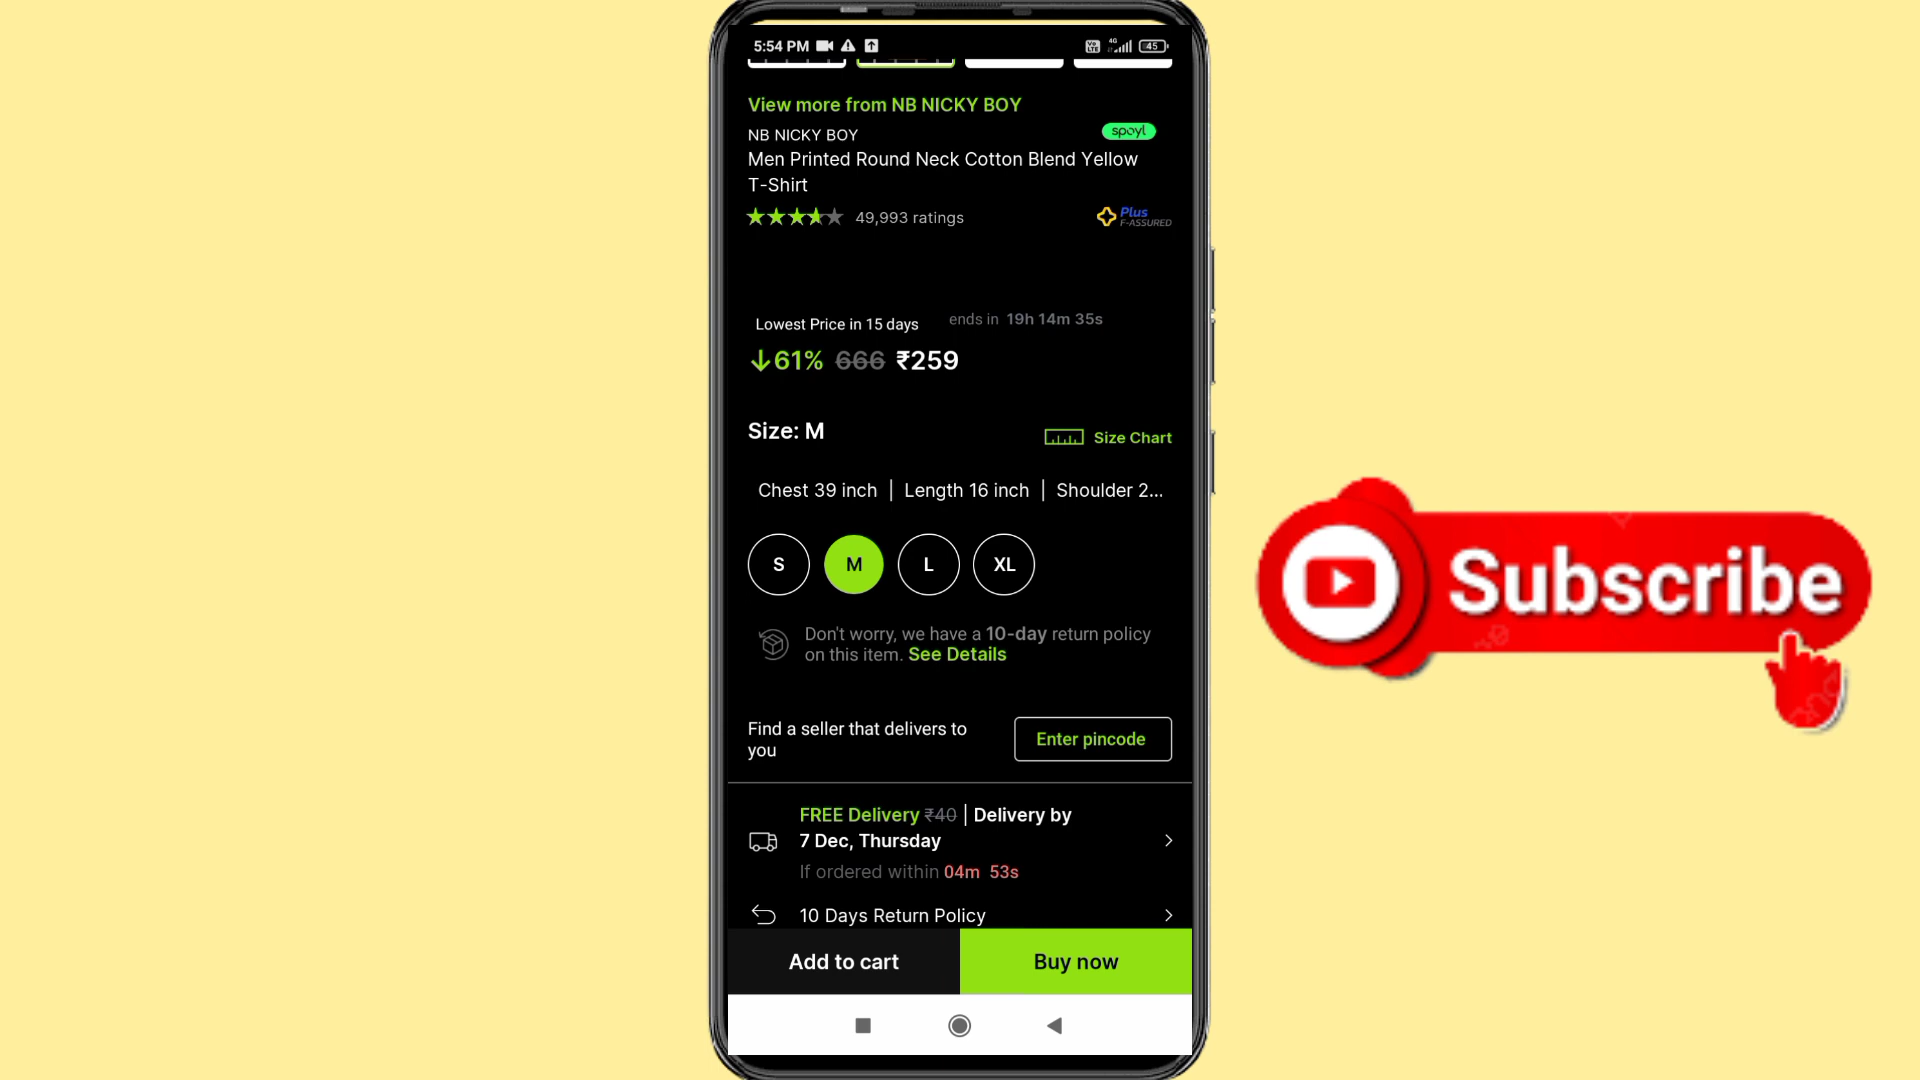 5:54 PM
Vo LTE 4G 45
View more from NB NICKY BOY
NB NICKY BOY
spoyl
Men Printed Round Neck Cotton Blend Yellow
T-Shirt
49,993 ratings
Plus
F-ASSURED
Lowest Price in 15 days
ends in 19h 14m 35s
↓61% 666 ₹259
Size: M
Size Chart
Chest 39 inch | Length 16 inch | Shoulder 2...
S M L XL
Don't worry, we have a 10-day return policy
on this item. See Details
Find a seller that delivers to
you
Enter pincode
FREE Delivery ₹40 | Delivery by
7 Dec, Thursday
If ordered within 04m 53s
10 Days Return Policy
Add to cart
Buy now
Subscribe